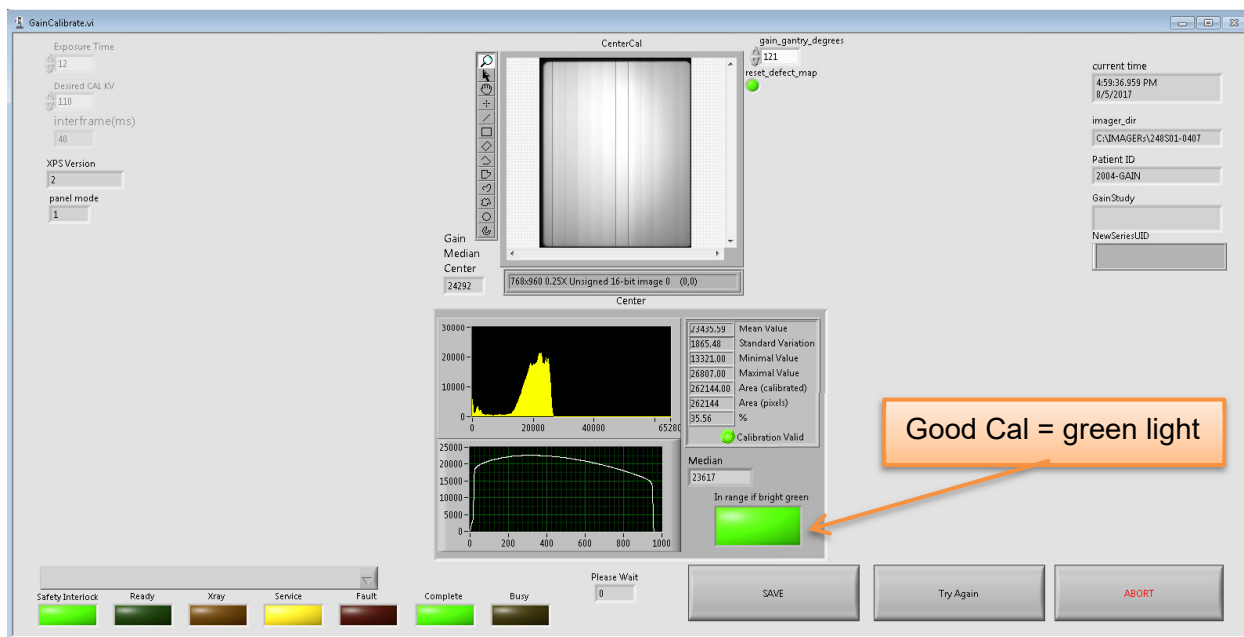 GainCalibrate.vi
Exposure Time
12
Desired CAL KV
110
interframe(ms)
40
XPS Version
2
panel mode
1
CenterCal
gain_gantry_degrees
121
reset_defect_map
current time
4:59:36.959 PM
8/5/2017
imager_dir
C:\IMAGERs\248S01-0407
Patient ID
2004-GAIN
GainStudy
NewSeriesUID
Gain
Median
Center
24292
768x960 0.25X Unsigned 16-bit image 0 (0,0)
Center
30000
20000
10000
0
0 20000 40000 65280
23435.59 Mean Value
1865.48 Standard Variation
13321.00 Minimal Value
26807.00 Maximal Value
262144.00 Area (calibrated)
262144 Area (pixels)
35.56 %
Calibration Valid
25000
20000
15000
10000
5000
0
0 200 400 600 800 1000
Median
23617
In range if bright green
Good Cal = green light
Safety Interlock Ready Xray Service Fault Complete Busy
Please Wait
0
SAVE
Try Again
ABORT